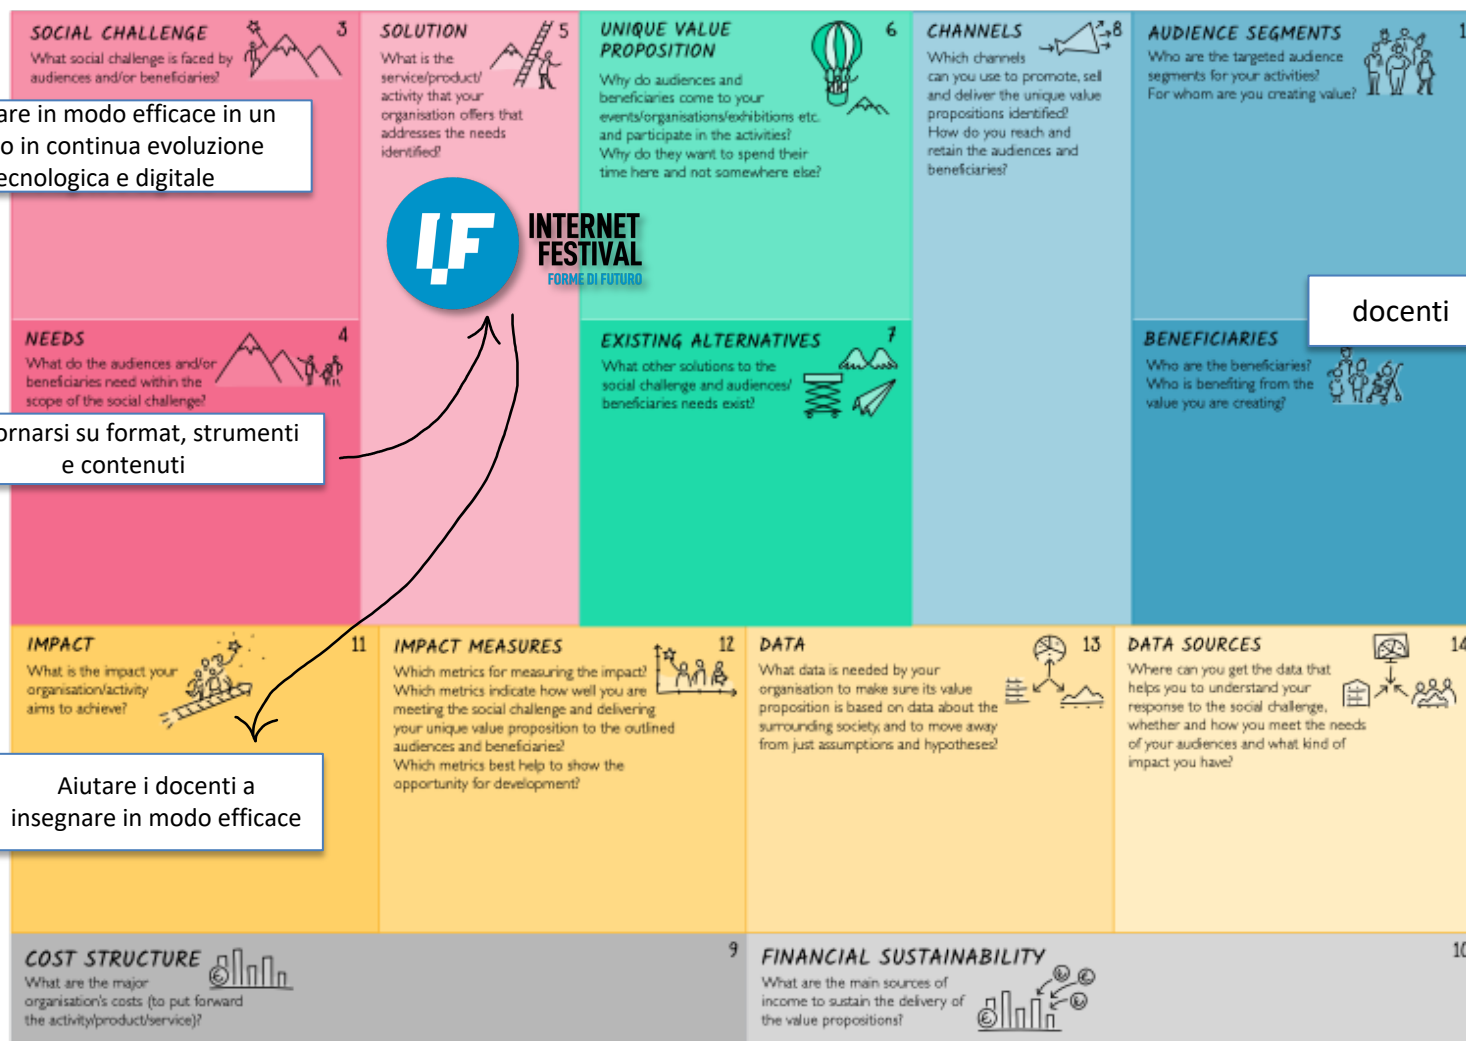 SOCIAL CHALLENGE
3
What social challenge is faced by
audiences and/or beneficiaries?
are in modo efficace in un
o in continua evoluzione
ecnologica e digitale
NEEDS
4
What do the audiences and/or
beneficiaries need within the
scope of the social challenge?
ornarsi su format, strumenti
e contenuti
SOLUTION
5
What is the
service/product/
activity that your
organisation offers that
addresses the needs
identified?
I.F
INTERNET
FESTIVAL
FORME DI FUTURO
UNIQUE VALUE
PROPOSITION
6
Why do audiences and
beneficiaries come to your
events/organisations/exhibitions etc.
and participate in the activities?
Why do they want to spend their
time here and not somewhere else?
EXISTING ALTERNATIVES
7
What other solutions to the
social challenge and audiences/
beneficiaries needs exist?
CHANNELS
8
Which channels
can you use to promote, sell
and deliver the unique value
propositions identified?
How do you reach and
retain the audiences and
beneficiaries?
AUDIENCE SEGMENTS
1
Who are the targeted audience
segments for your activities?
For whom are you creating value?
docenti
BENEFICIARIES
Who are the beneficiaries?
Who is benefiting from the
value you are creating?
IMPACT
11
What is the impact your
organisation/activity
aims to achieve?
Aiutare i docenti a
insegnare in modo efficace
IMPACT MEASURES
12
Which metrics for measuring the impact?
Which metrics indicate how well you are
meeting the social challenge and delivering
your unique value proposition to the outlined
audiences and beneficiaries?
Which metrics best help to show the
opportunity for development?
DATA
13
What data is needed by your
organisation to make sure its value
proposition is based on data about the
surrounding society, and to move away
from just assumptions and hypotheses?
DATA SOURCES
14
Where can you get the data that
helps you to understand your
response to the social challenge,
whether and how you meet the needs
of your audiences and what kind of
impact you have?
COST STRUCTURE
9
What are the major
organisation's costs (to put forward
the activity/product/service)?
FINANCIAL SUSTAINABILITY
10
What are the main sources of
income to sustain the delivery of
the value propositions?